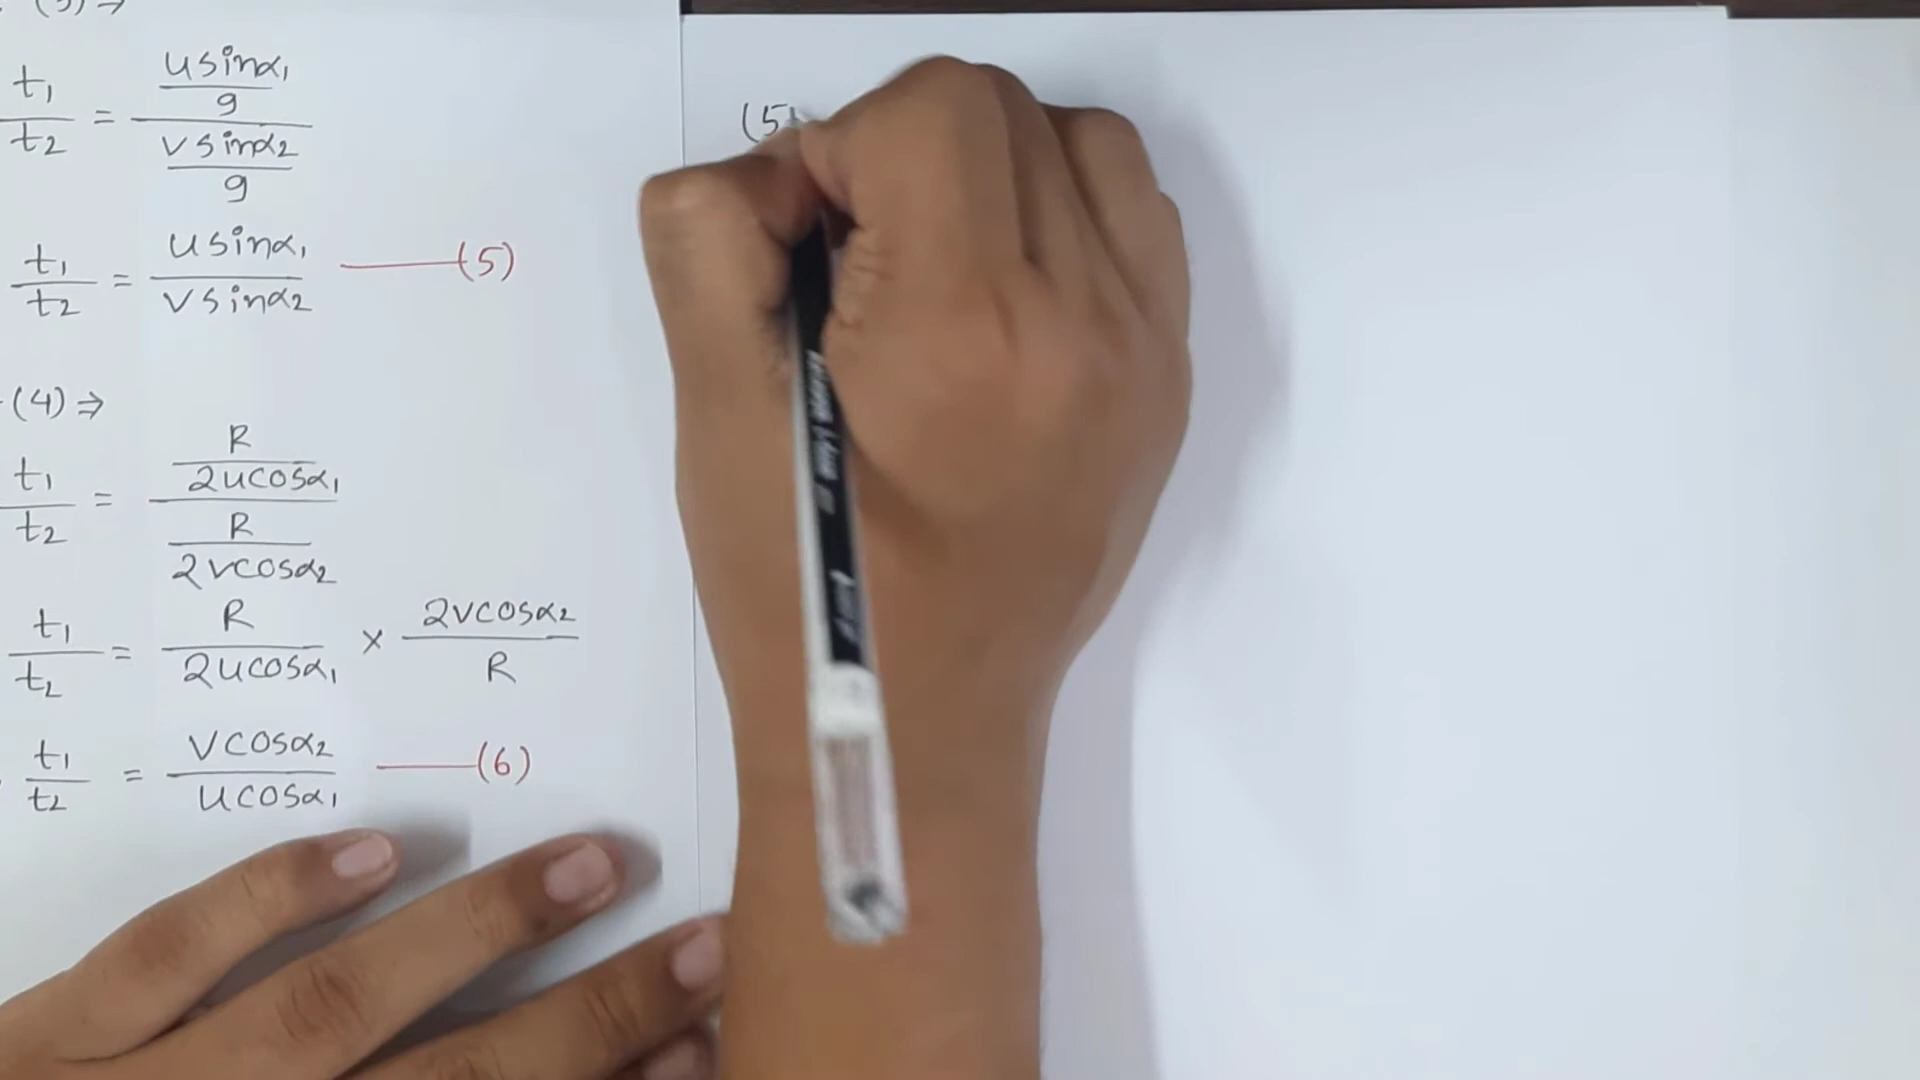 (3) ⇒
t₁/t₂ = (u sinα₁/g)/(v sinα₂/g)
t₁/t₂ = u sinα₁/v sinα₂ ——(5)
(4) ⇒
t₁/t₂ = (R/2u cosα₁)/(R/2v cosα₂)
t₁/t₂ = R/2u cosα₁ × 2v cosα₂/R
t₁/t₂ = v cosα₂/u cosα₁ ——(6)
(5)